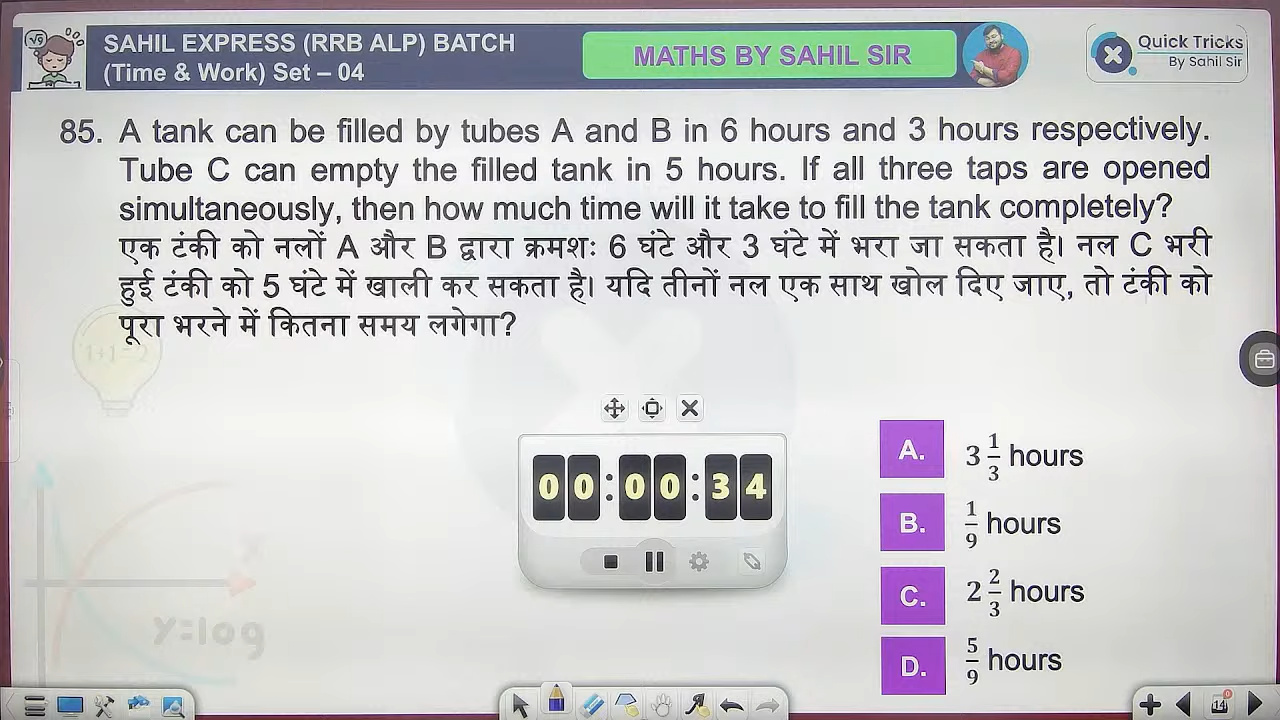 SAHIL EXPRESS (RRB ALP) BATCH
(Time & Work) Set – 04
MATHS BY SAHIL SIR
Quick Tricks
By Sahil Sir
85. A tank can be filled by tubes A and B in 6 hours and 3 hours respectively.
Tube C can empty the filled tank in 5 hours. If all three taps are opened
simultaneously, then how much time will it take to fill the tank completely?
एक टंकी को नलों A और B द्वारा क्रमशः 6 घंटे और 3 घंटे में भरा जा सकता है। नल C भरी
हुई टंकी को 5 घंटे में खाली कर सकता है। यदि तीनों नल एक साथ खोल दिए जाए, तो टंकी को
पूरा भरने में कितना समय लगेगा?
1+1=2
00:00:34
A. 3 1/3 hours
B. 1/9 hours
C. 2 2/3 hours
D. 5/9 hours
y=log
14